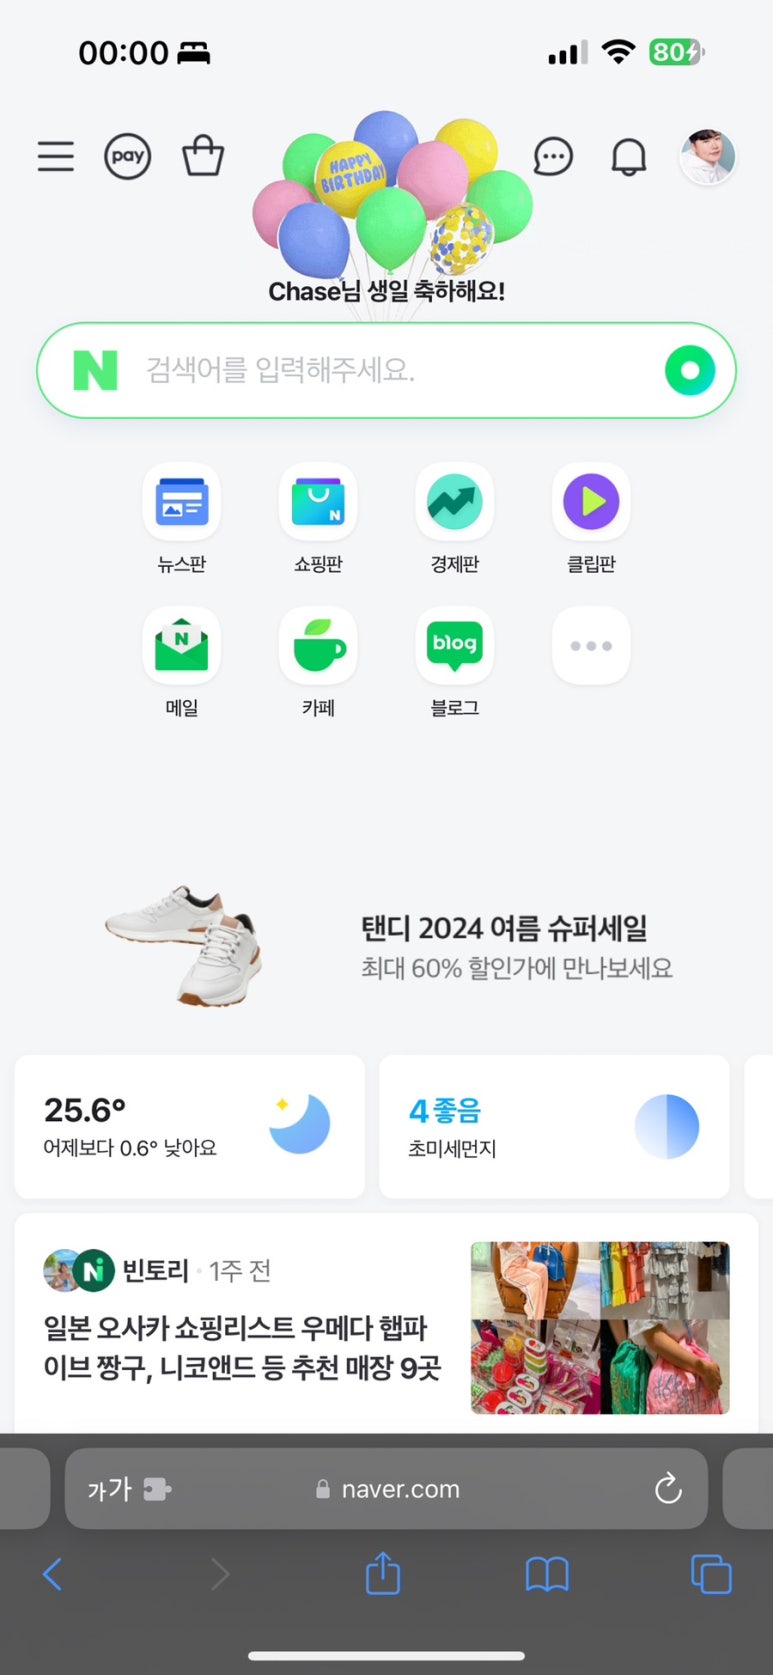 00:00
80
pay
HAPPY
BIRTHDAY
Chase님 생일 축하해요!
N 검색어를 입력해주세요.
N
뉴스판 쇼핑판 경제판 클립판
N
blog
메일 카페 블로그
탠디 2024 여름 슈퍼세일
최대 60% 할인가에 만나보세요
25.6°
어제보다 0.6° 낮아요
4 좋음
초미세먼지
N 빈토리 · 1주 전
일본 오사카 쇼핑리스트 우메다 햅파
이브 짱구, 니코앤드 등 추천 매장 9곳
가가 naver.com